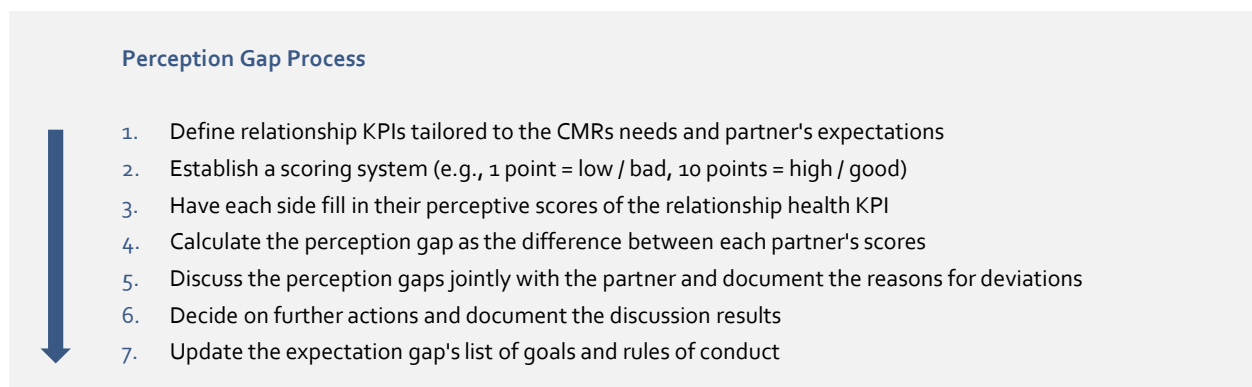 Perception Gap Process
1. Define relationship KPIs tailored to the CMRs needs and partner's expectations
2. Establish a scoring system (e.g., 1 point = low / bad, 10 points = high / good)
3. Have each side fill in their perceptive scores of the relationship health KPI
4. Calculate the perception gap as the difference between each partner's scores
5. Discuss the perception gaps jointly with the partner and document the reasons for deviations
6. Decide on further actions and document the discussion results
7. Update the expectation gap's list of goals and rules of conduct